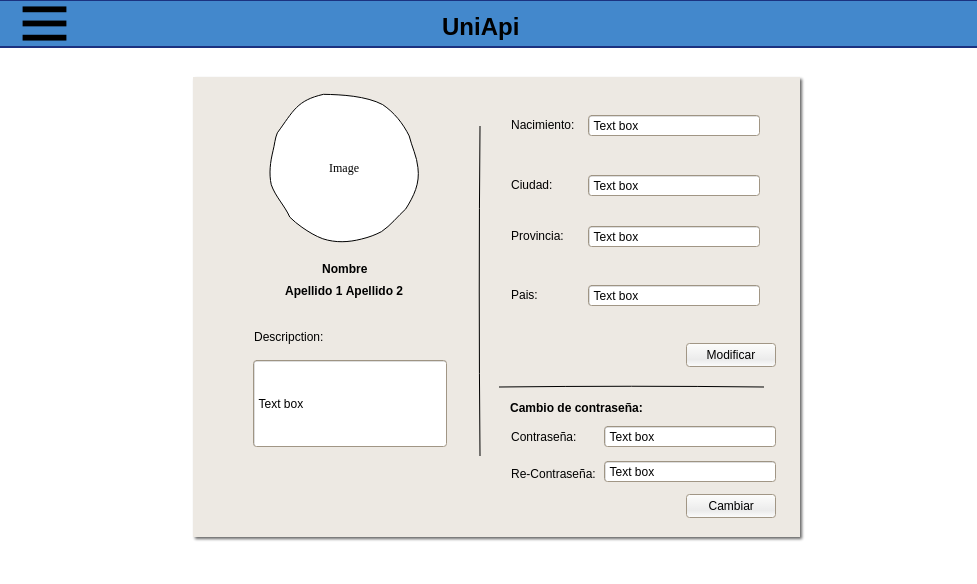 UniApi
Image
Nombre
Apellido 1 Apellido 2
Descripction:
Text box
Nacimiento: Text box
Ciudad: Text box
Provincia: Text box
Pais: Text box
Modificar
Cambio de contraseña:
Contraseña: Text box
Re-Contraseña: Text box
Cambiar